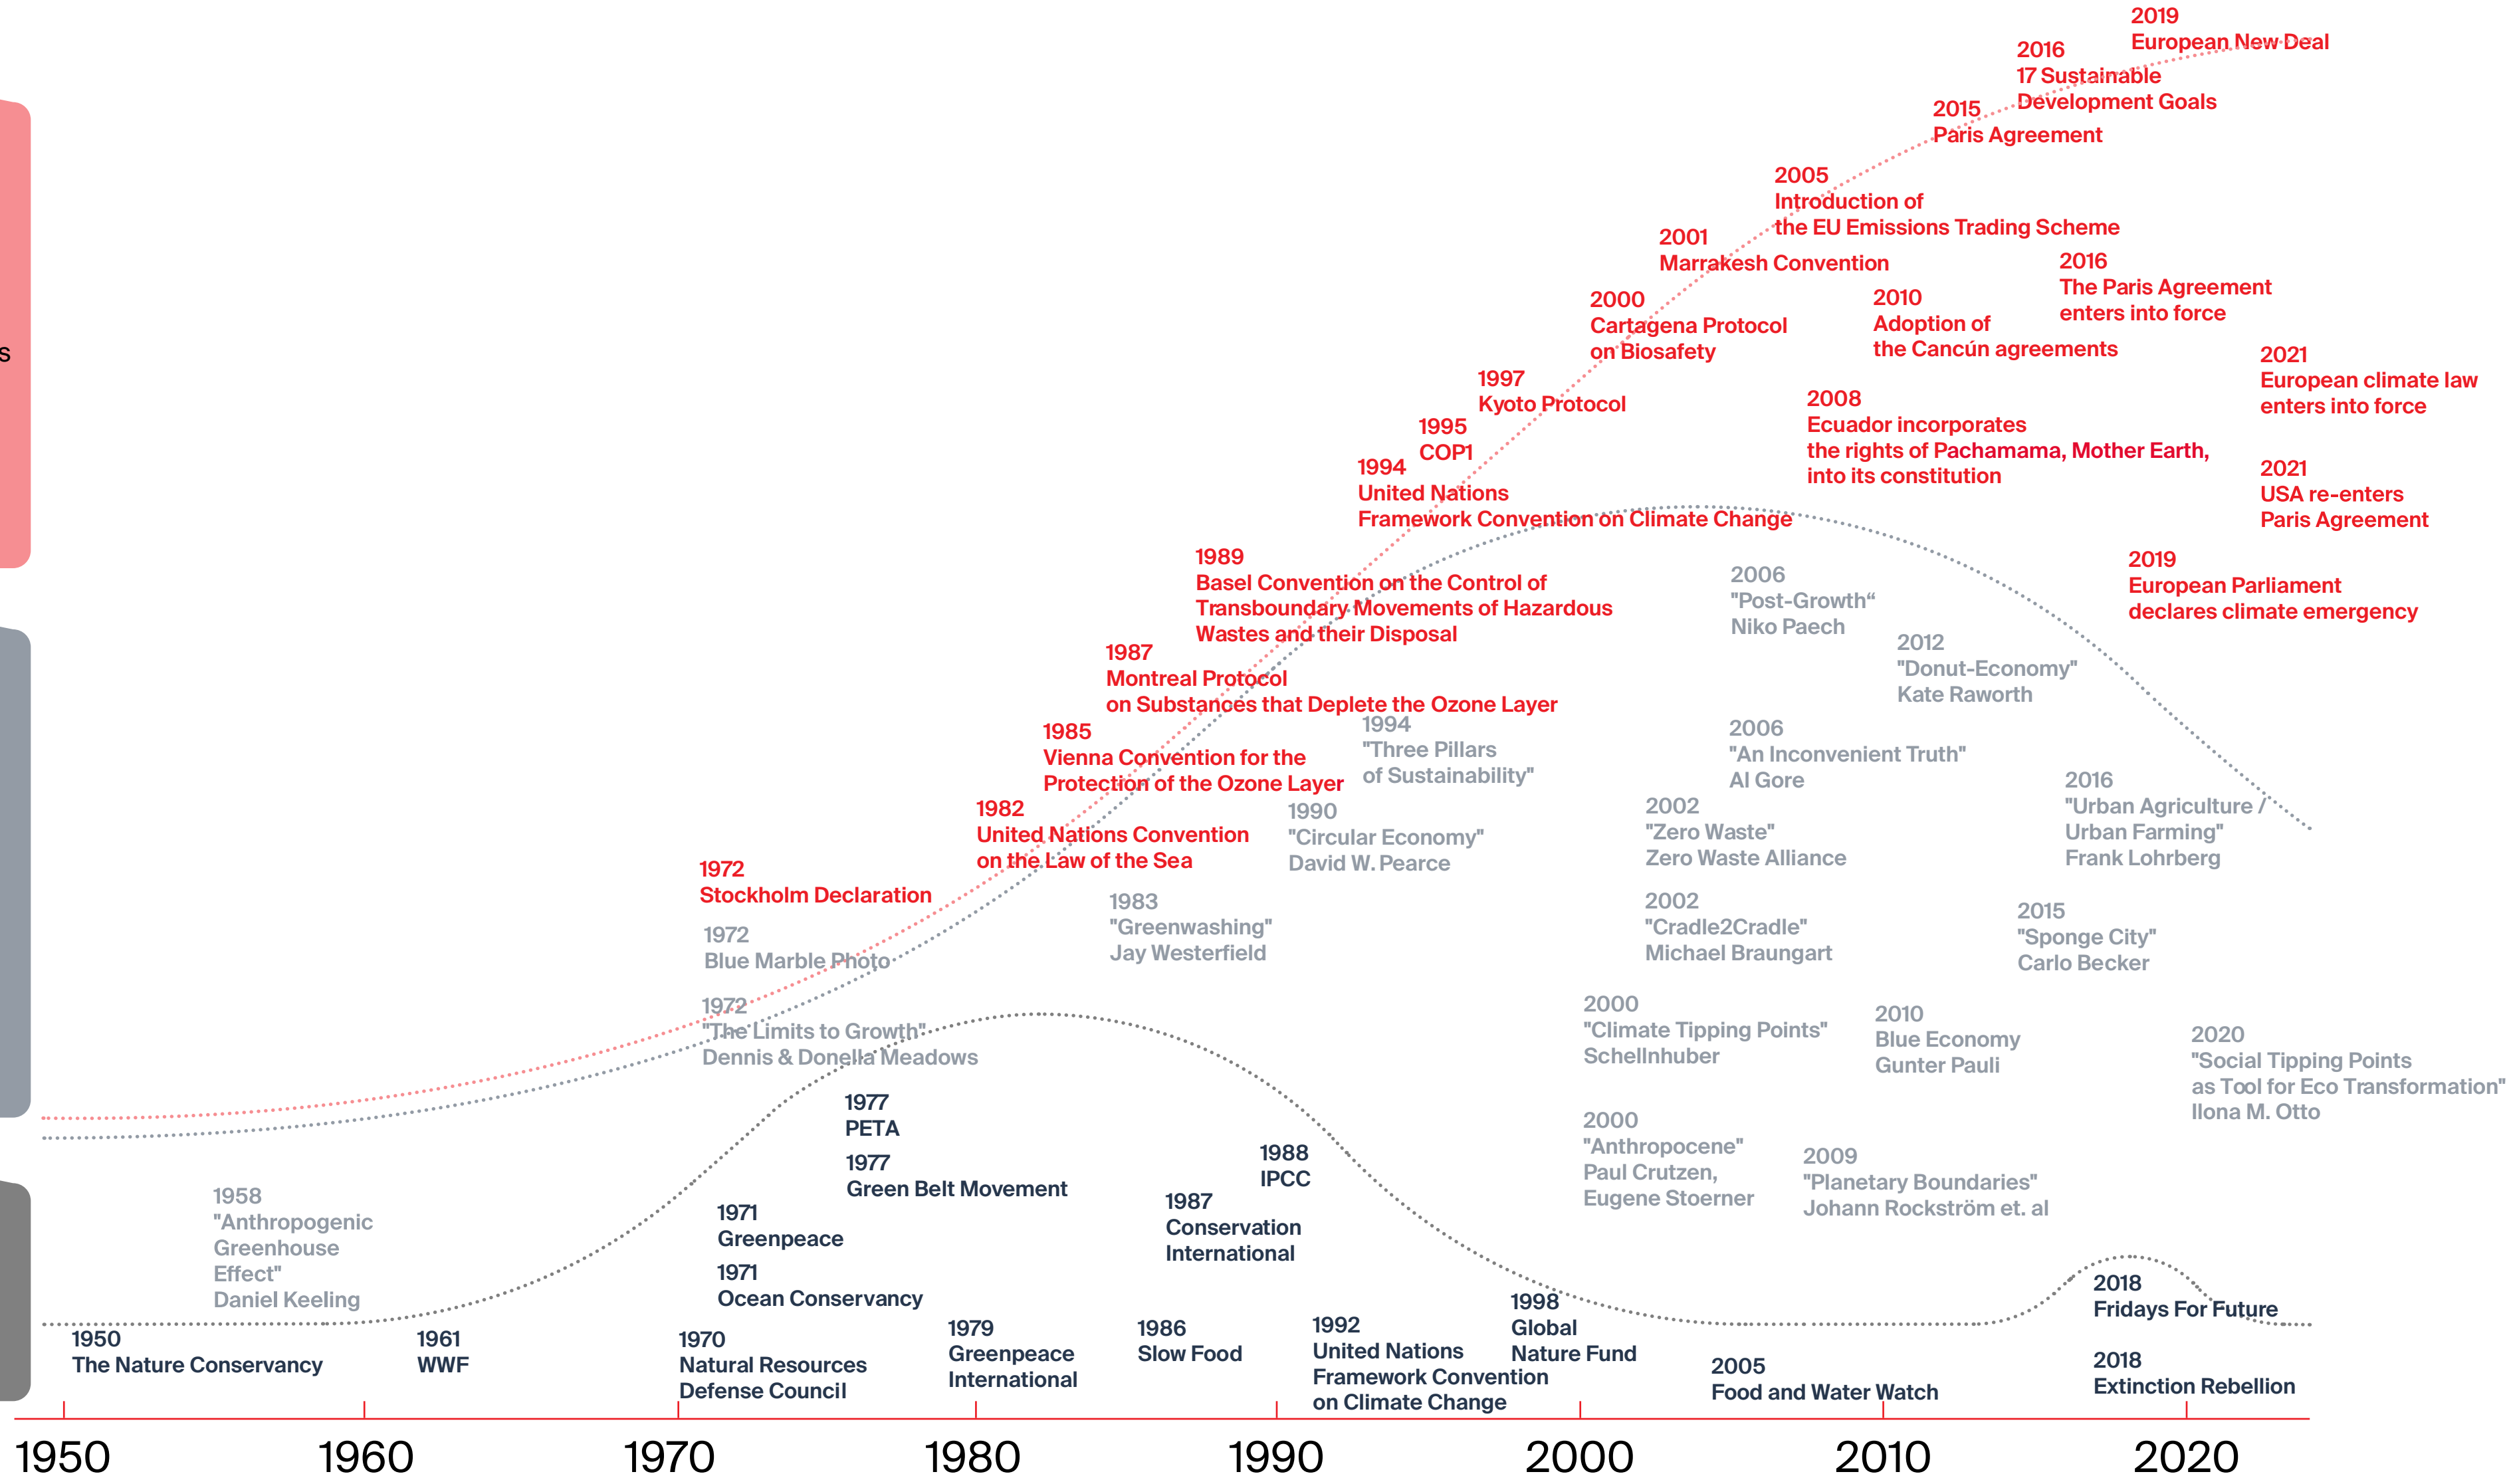 2019
European New Deal
2016
17 Sustainable
Development Goals
2015
Paris Agreement
2005
Introduction of
the EU Emissions Trading Scheme
2001
Marrakesh Convention
2016
The Paris Agreement
enters into force
2000
Cartagena Protocol
on Biosafety
2010
Adoption of
the Cancún agreements
s
2021
European climate law
enters into force
1997
Kyoto Protocol
2008
Ecuador incorporates
the rights of Pachamama, Mother Earth,
into its constitution
1995
COP1
1994
United Nations
Framework Convention on Climate Change
2021
USA re-enters
Paris Agreement
1989
Basel Convention on the Control of
Transboundary Movements of Hazardous
Wastes and their Disposal
2019
European Parliament
declares climate emergency
2006
"Post-Growth“
Niko Paech
2012
"Donut-Economy"
Kate Raworth
1987
Montreal Protocol
on Substances that Deplete the Ozone Layer
1994
"Three Pillars
of Sustainability"
2006
"An Inconvenient Truth"
Al Gore
1985
Vienna Convention for the
Protection of the Ozone Layer
2016
"Urban Agriculture /
Urban Farming"
Frank Lohrberg
1982
United Nations Convention
on the Law of the Sea
1990
"Circular Economy"
David W. Pearce
2002
"Zero Waste"
Zero Waste Alliance
1972
Stockholm Declaration
1983
"Greenwashing"
Jay Westerfield
2002
"Cradle2Cradle"
Michael Braungart
2015
"Sponge City"
Carlo Becker
1972
Blue Marble Photo
1972
"The Limits to Growth"
Dennis & Donella Meadows
2000
"Climate Tipping Points"
Schellnhuber
2010
Blue Economy
Gunter Pauli
2020
"Social Tipping Points
as Tool for Eco Transformation"
Ilona M. Otto
1977
PETA
1977
Green Belt Movement
2000
"Anthropocene"
Paul Crutzen,
Eugene Stoerner
2009
"Planetary Boundaries"
Johann Rockström et. al
1988
IPCC
1958
"Anthropogenic
Greenhouse
Effect"
Daniel Keeling
1971
Greenpeace
1987
Conservation
International
1971
Ocean Conservancy
2018
Fridays For Future
1950
The Nature Conservancy
1961
WWF
1970
Natural Resources
Defense Council
1979
Greenpeace
International
1986
Slow Food
1992
United Nations
Framework Convention
on Climate Change
1998
Global
Nature Fund
2005
Food and Water Watch
2018
Extinction Rebellion
1950
1960
1970
1980
1990
2000
2010
2020